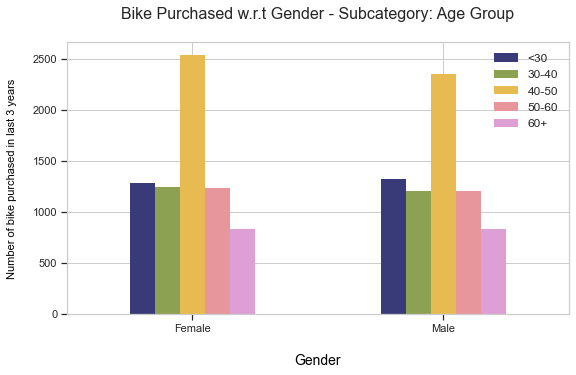 Bike Purchased w.r.t Gender - Subcategory: Age Group
Number of bike purchased in last 3 years
2500
2000
1500
1000
500
0
<30
30-40
40-50
50-60
60+
Female
Male
Gender